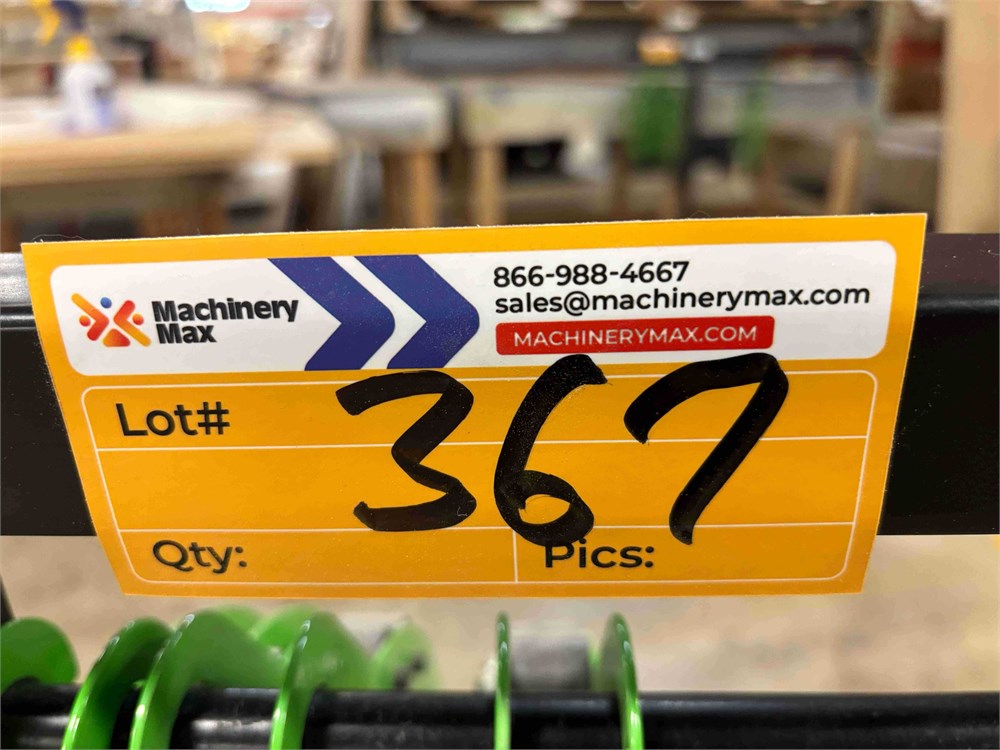 Machinery
Max
866-988-4667
sales@machinerymax.com
MACHINERYMAX.COM
Lot# 367
Qty:
Pics: